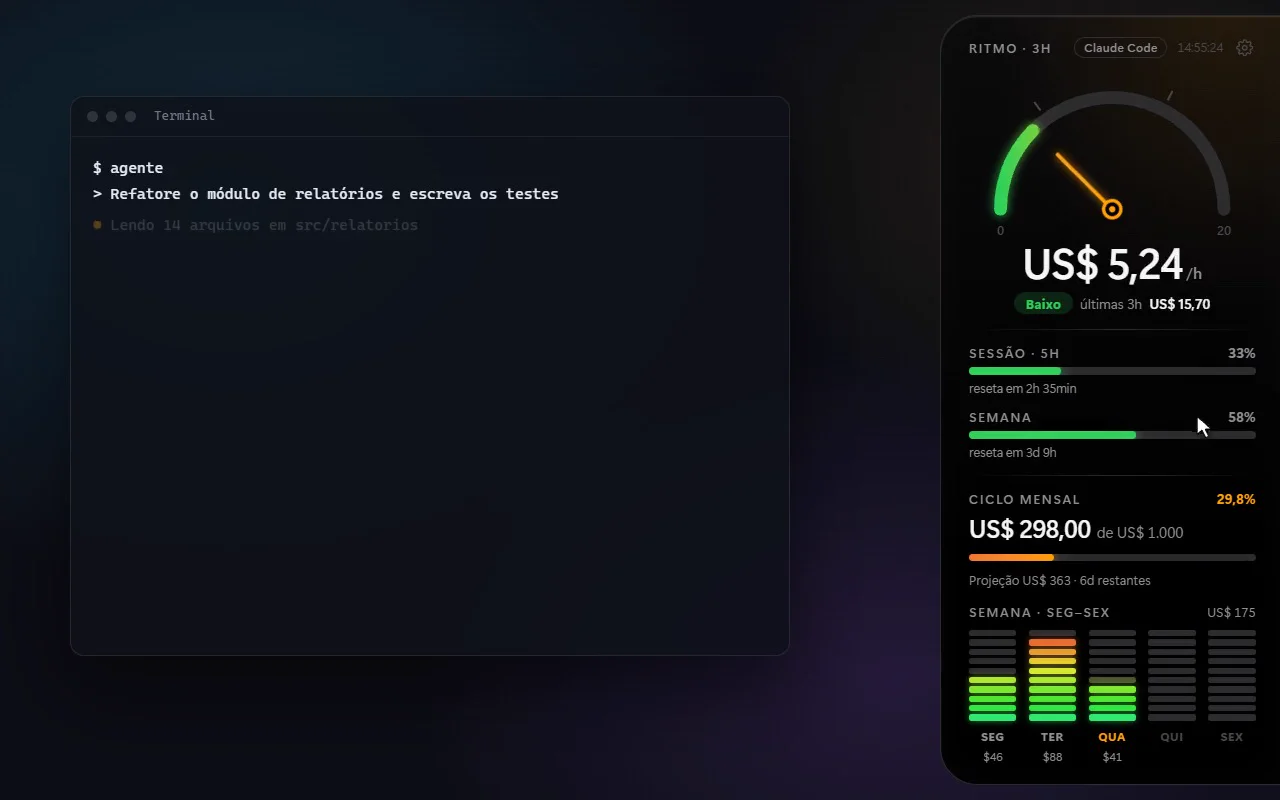 Terminal
$ agente
> Refatore o módulo de relatórios e escreva os testes
Lendo 14 arquivos em src/relatorios
RITMO · 3H Claude Code 14:55:24
0 20
US$ 5,24/h
Baixo últimas 3h US$ 15,70
SESSÃO · 5H 33%
reseta em 2h 35min
SEMANA 58%
reseta em 3d 9h
CICLO MENSAL 29,8%
US$ 298,00 de US$ 1.000
Projeção US$ 363 · 6d restantes
SEMANA · SEG–SEX US$ 175
SEG TER QUA QUI SEX
$46 $88 $41